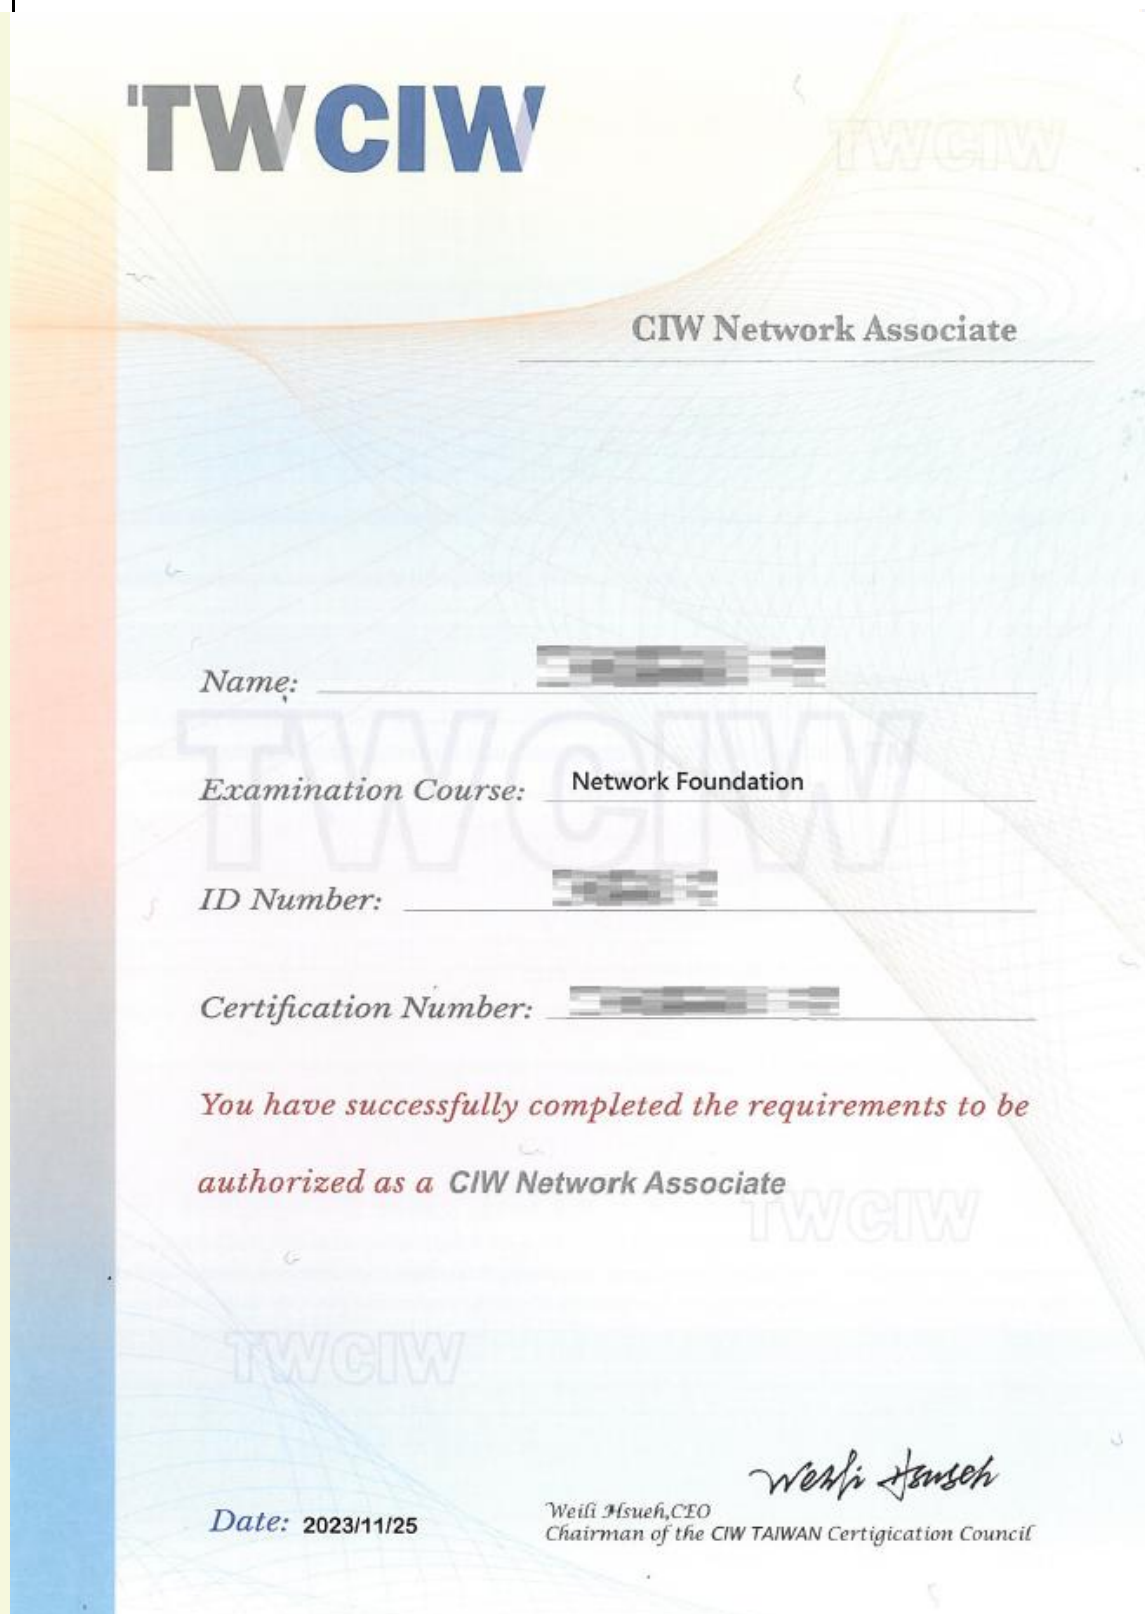 TWCIW
TWCIW
CIW Network Associate
Name:
TWCIW
Examination Course: Network Foundation
ID Number:
Certification Number:
You have successfully completed the requirements to be
authorized as a CIW Network Associate
TWCIW
TWCIW
Weili Hsueh
Date: 2023/11/25
Weili Hsueh,CEO
Chairman of the CIW TAIWAN Certigication Council